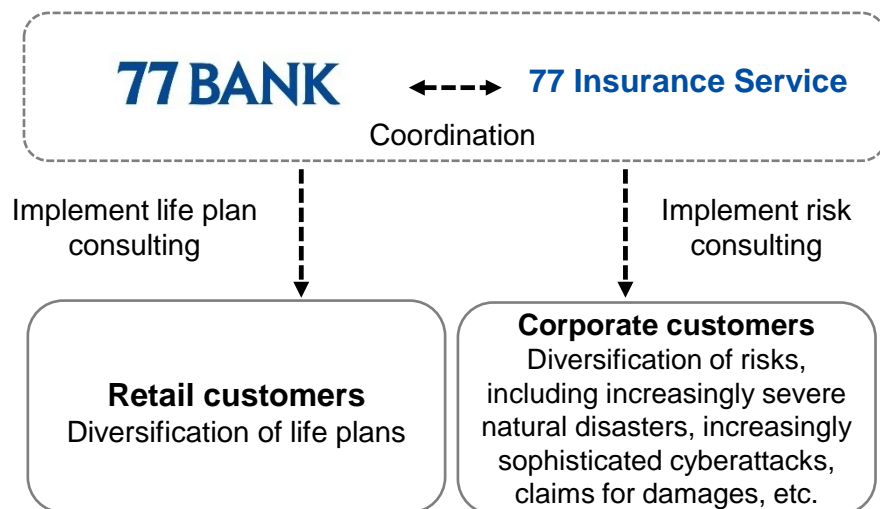 77 BANK
77 Insurance Service
Coordination
Implement life plan
consulting
Implement risk
consulting
Retail customers
Diversification of life plans
Corporate customers
Diversification of risks,
including increasingly severe
natural disasters, increasingly
sophisticated cyberattacks,
claims for damages, etc.